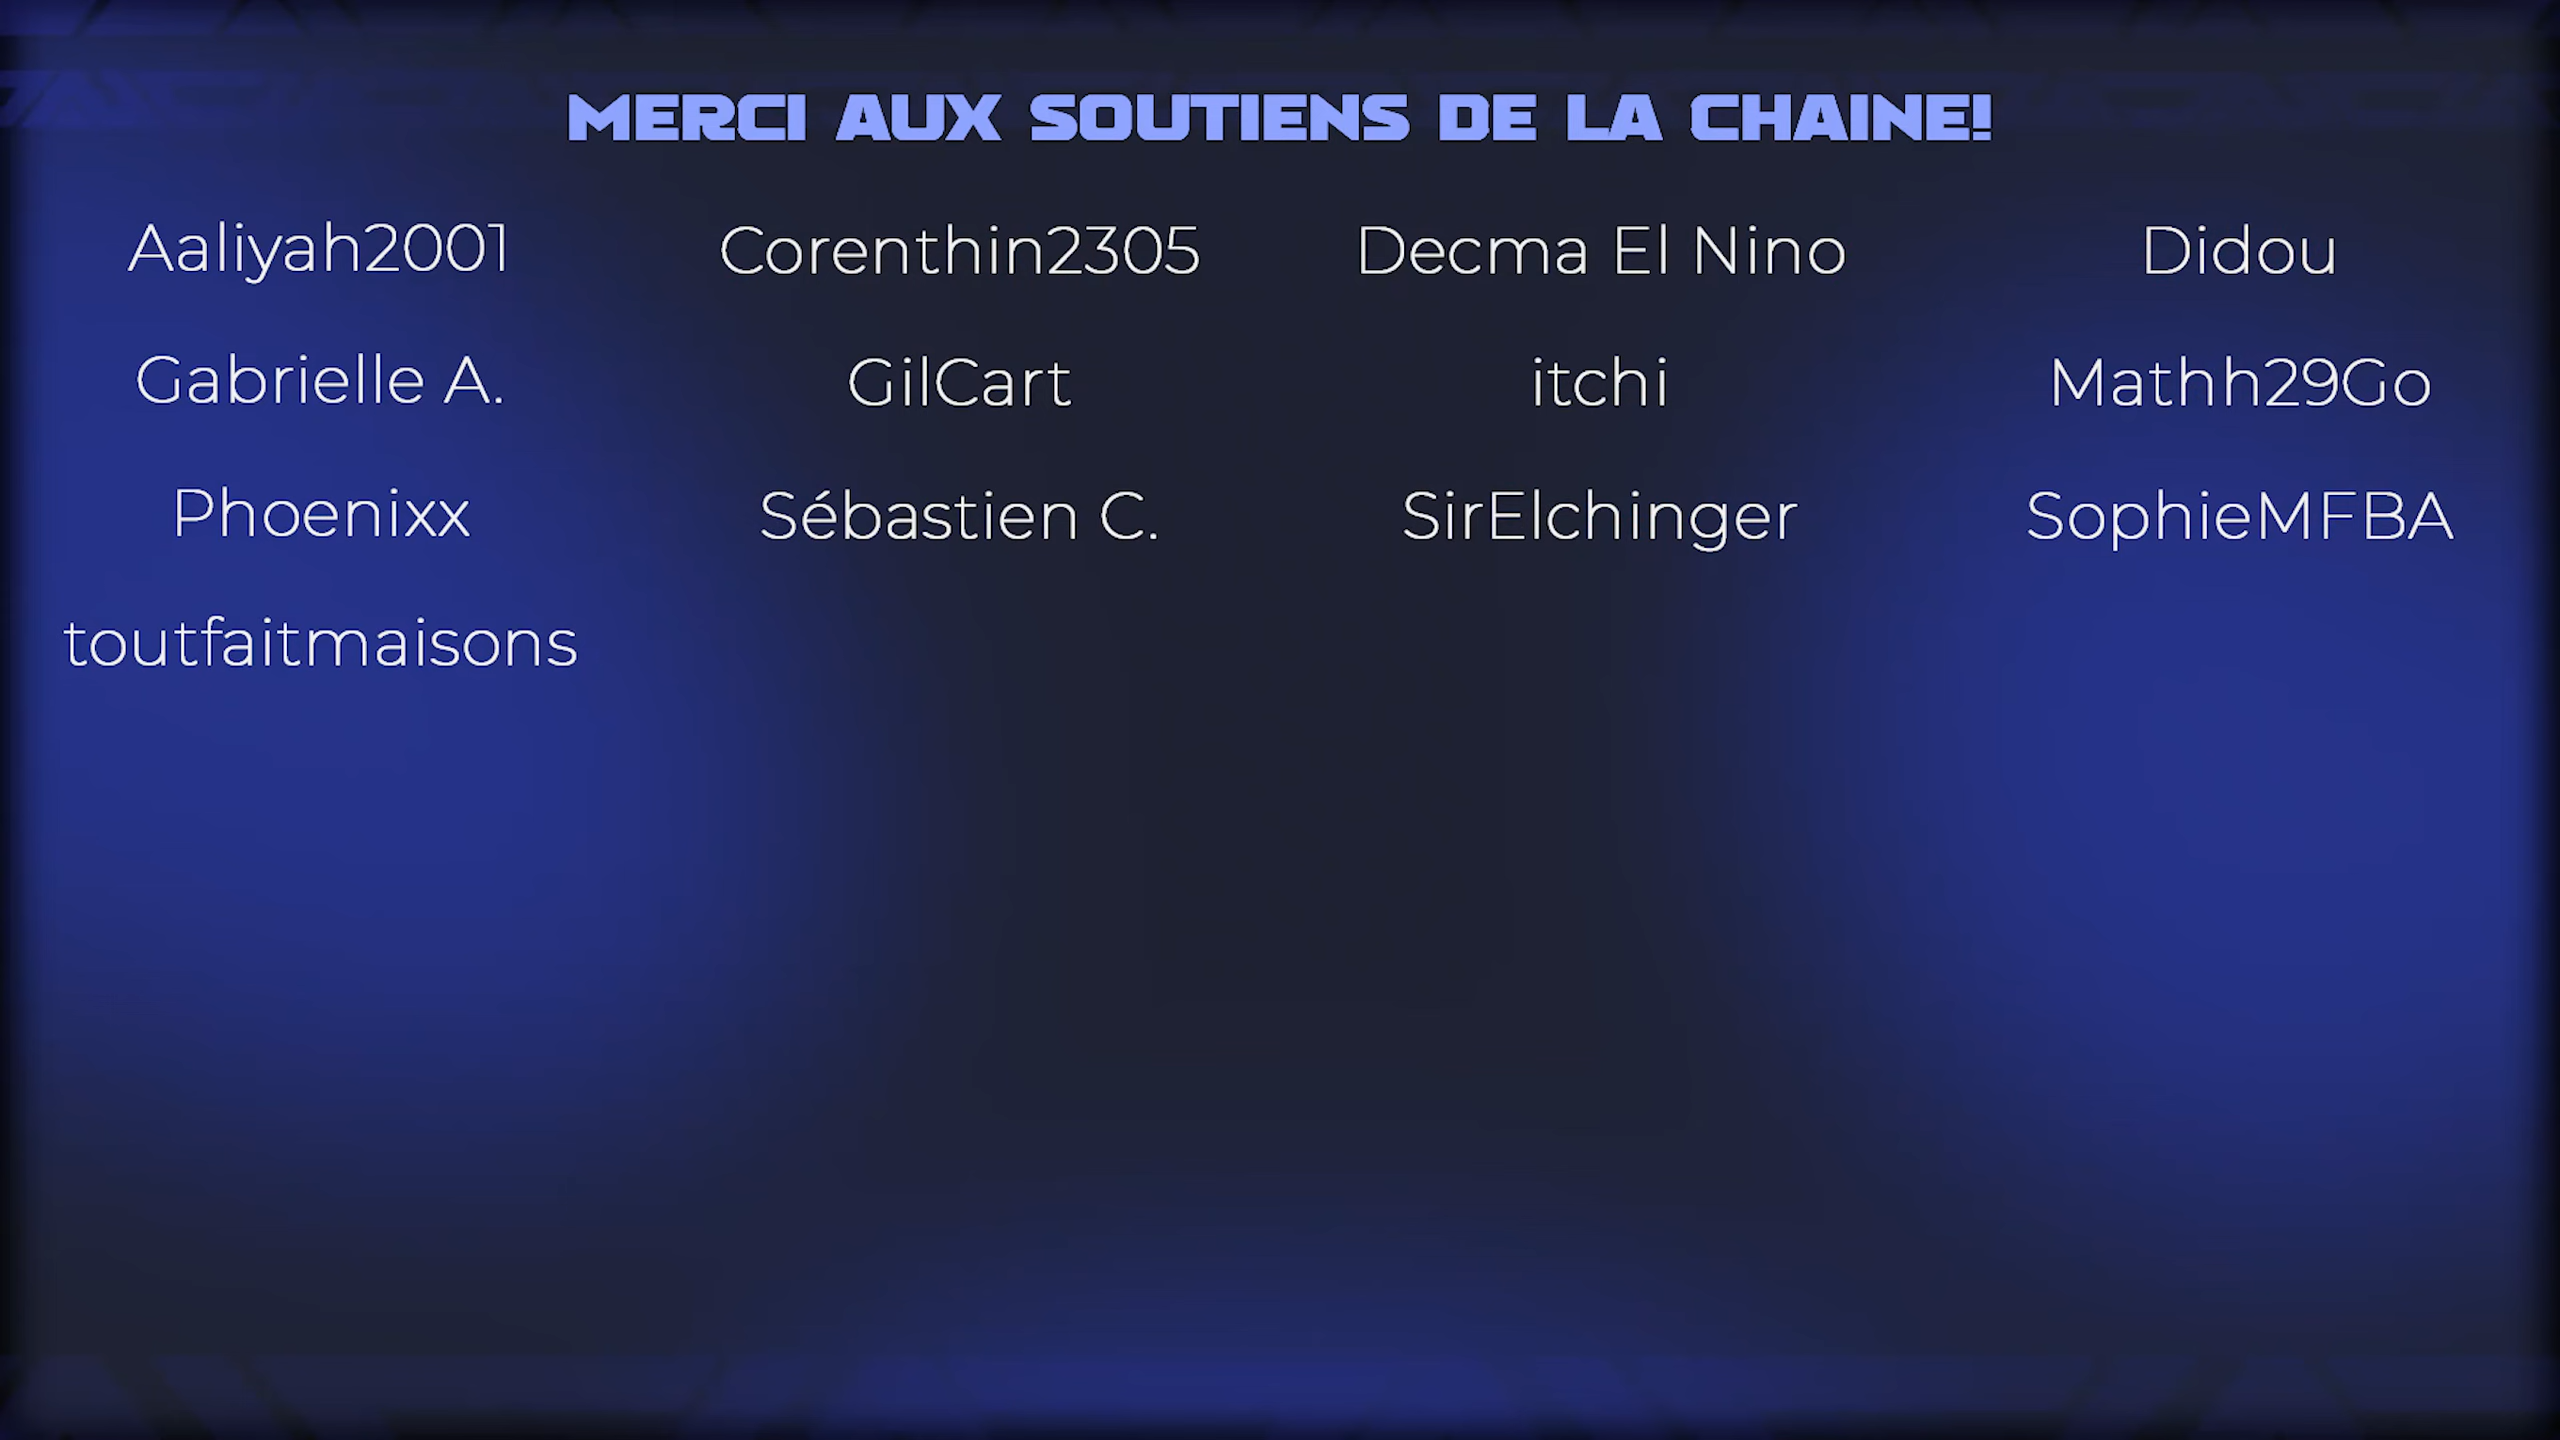 MERCI AUX SOUTIENS DE LA CHAINE!
Aaliyah2001 Corenthin2305 Decma El Nino Didou
Gabrielle A. GilCart itchi Mathh29Go
Phoenixx Sébastien C. SirElchinger SophieMFBA
toutfaitmaisons